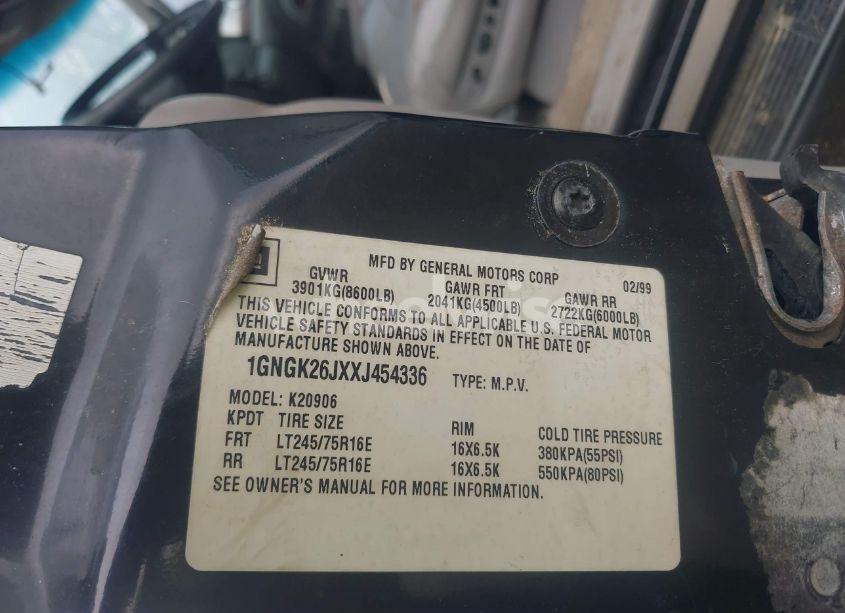 MFD BY GENERAL MOTORS CORP 02/99
GVWR GAWR FRT GAWR RR
3901KG(8600LB) 2041KG(4500LB) 2722KG(6000LB)
THIS VEHICLE CONFORMS TO ALL APPLICABLE U.S. FEDERAL MOTOR
VEHICLE SAFETY STANDARDS IN EFFECT ON THE DATE OF
MANUFACTURE SHOWN ABOVE.
1GNGK26JXXJ454336 TYPE: M.P.V.
MODEL: K20906
KPDT TIRE SIZE RIM COLD TIRE PRESSURE
FRT LT245/75R16E 16X6.5K 380KPA(55PSI)
RR LT245/75R16E 16X6.5K 550KPA(80PSI)
SEE OWNER'S MANUAL FOR MORE INFORMATION.